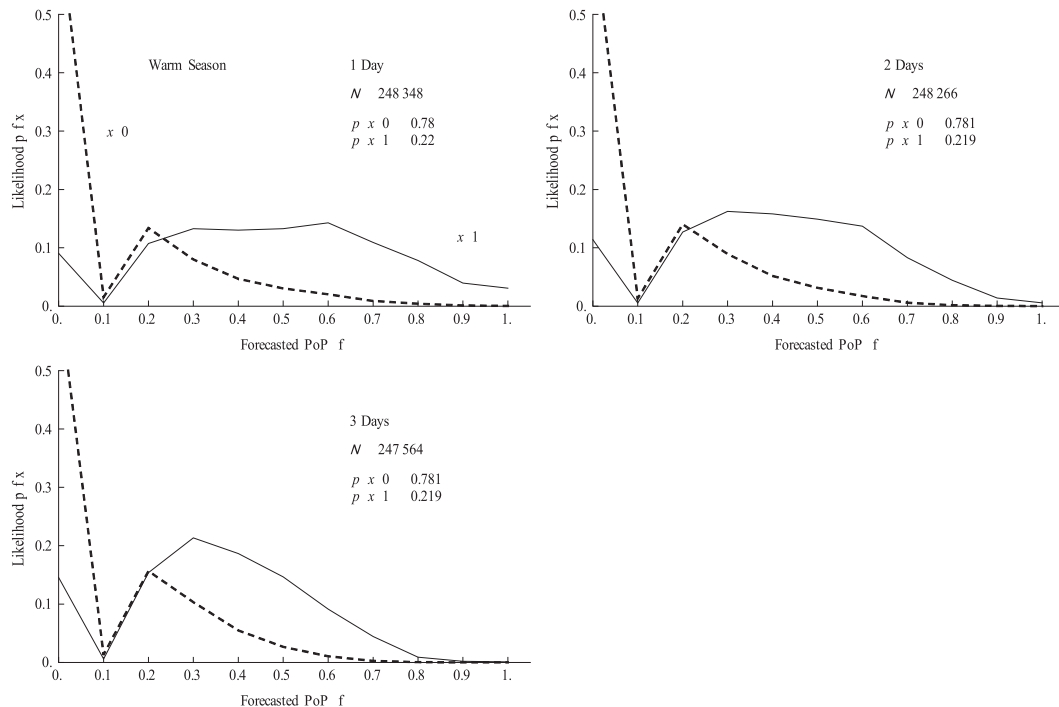 0.5
0.4
0.3
0.2
0.1
0.
Likelihood p f x
Warm Season
x 0
x 1
1 Day
N 248 348
p x 0 0.78
p x 1 0.22
0. 0.1 0.2 0.3 0.4 0.5 0.6 0.7 0.8 0.9 1.
Forecasted PoP f
0.5
0.4
0.3
0.2
0.1
0.
Likelihood p f x
2 Days
N 248 266
p x 0 0.781
p x 1 0.219
0. 0.1 0.2 0.3 0.4 0.5 0.6 0.7 0.8 0.9 1.
Forecasted PoP f
0.5
0.4
0.3
0.2
0.1
0.
Likelihood p f x
3 Days
N 247 564
p x 0 0.781
p x 1 0.219
0. 0.1 0.2 0.3 0.4 0.5 0.6 0.7 0.8 0.9 1.
Forecasted PoP f